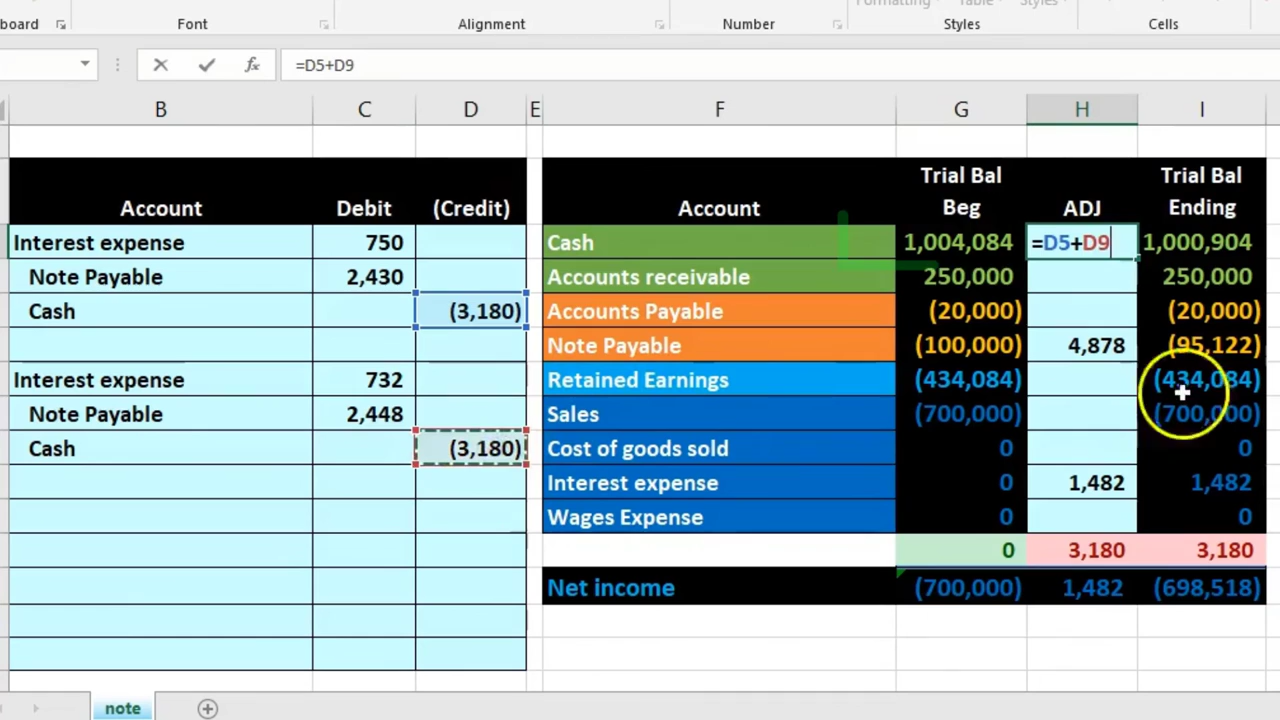 board Font Alignment Number Styles Cells
=D5+D9
B C D E F G H I
Account Debit (Credit) Account Trial Bal Beg ADJ Trial Bal Ending
Interest expense 750 Cash 1,004,084 =D5+D9 1,000,904
Note Payable 2,430 Accounts receivable 250,000 250,000
Cash (3,180) Accounts Payable (20,000) (20,000)
Note Payable (100,000) 4,878 (95,122)
Interest expense 732 Retained Earnings (434,084) (434,084)
Note Payable 2,448 Sales (700,000) (700,000)
Cash (3,180) Cost of goods sold 0 0
Interest expense 0 1,482 1,482
Wages Expense 0 0
0 3,180 3,180
Net income (700,000) 1,482 (698,518)
note